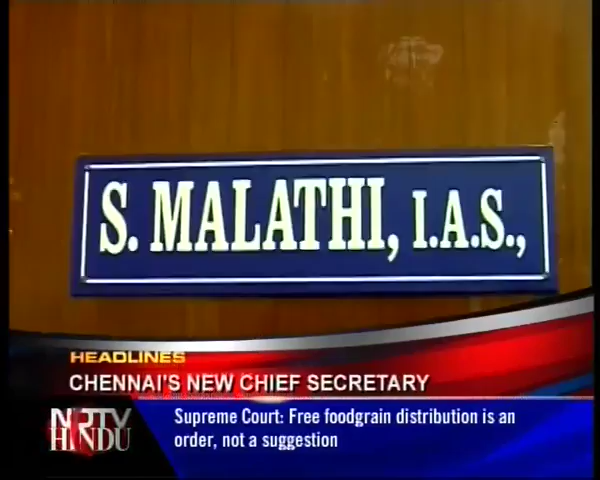 S. MALATHI, I.A.S.,
HEADLINES
CHENNAI'S NEW CHIEF SECRETARY
NDTV
HINDU
Supreme Court: Free foodgrain distribution is an
order, not a suggestion